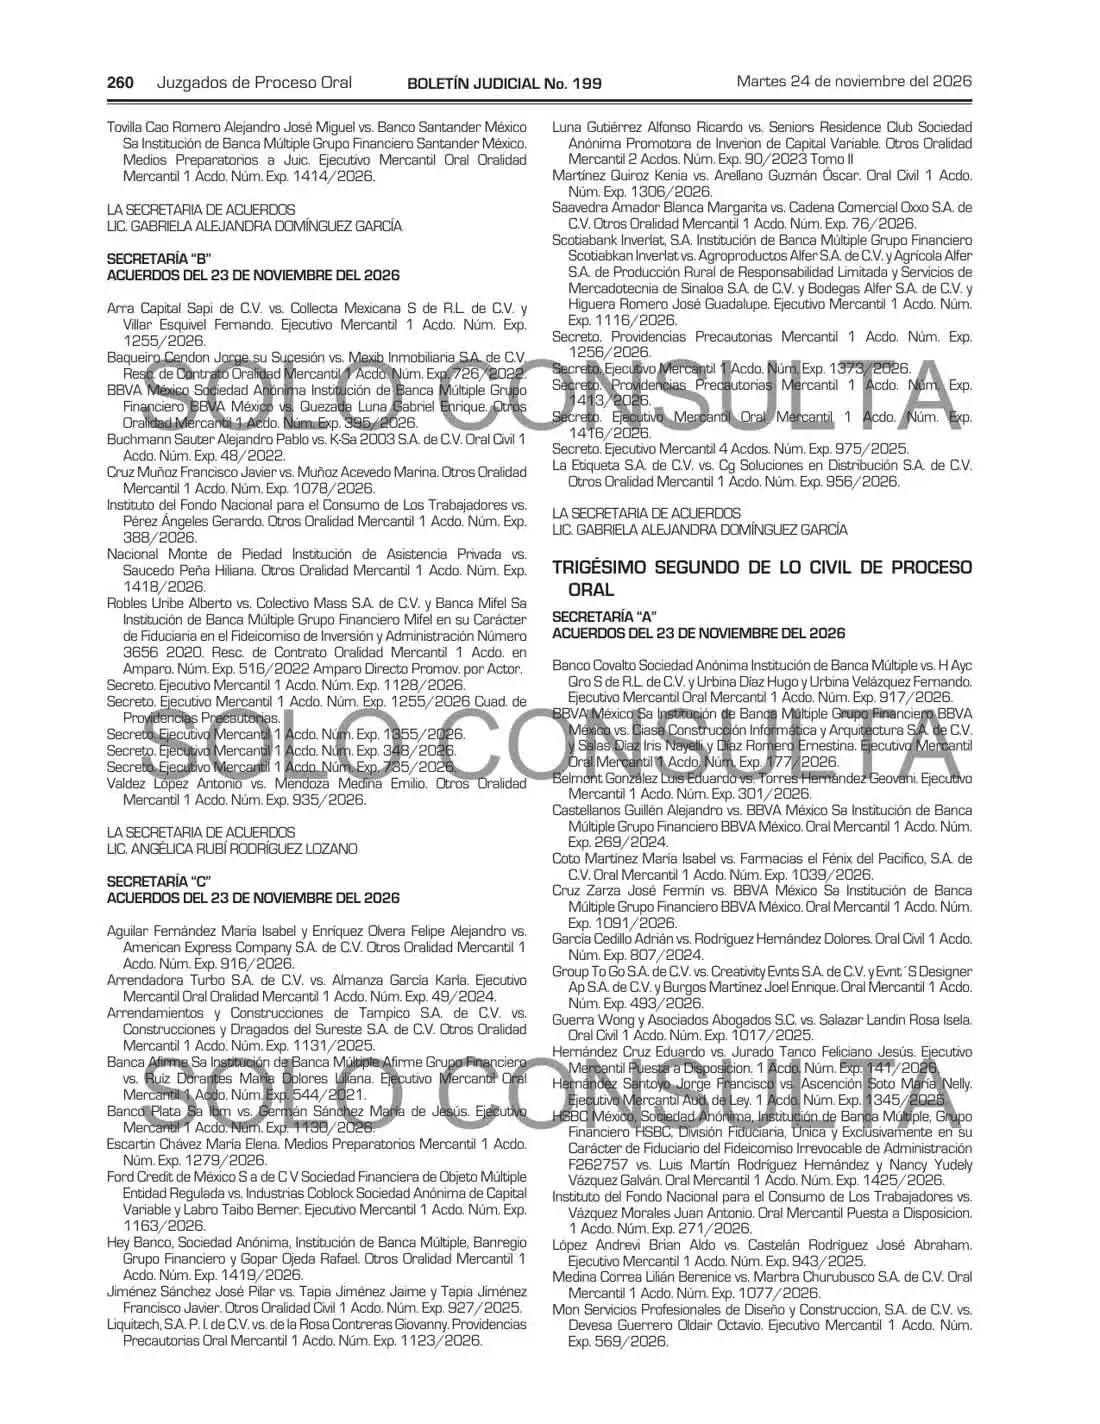 260 Juzgados de Proceso Oral BOLETÍN JUDICIAL No. 199 Martes 24 de noviembre del 2026
Tovilla Cao Romero Alejandro José Miguel vs. Banco Santander México
Sa Institución de Banca Múltiple Grupo Financiero Santander México.
Medios Preparatorios a Juic. Ejecutivo Mercantil Oral Oralidad
Mercantil 1 Acdo. Núm. Exp. 1414/2026.
LA SECRETARIA DE ACUERDOS
LIC. GABRIELA ALEJANDRA DOMÍNGUEZ GARCÍA
SECRETARÍA “B”
ACUERDOS DEL 23 DE NOVIEMBRE DEL 2026
Arra Capital Sapi de C.V. vs. Collecta Mexicana S de R.L. de C.V. y
Villar Esquivel Fernando. Ejecutivo Mercantil 1 Acdo. Núm. Exp.
1255/2026.
Baqueiro Cendon Jorge su Sucesión vs. Mexib Inmobiliaria S.A. de C.V.
Resc. de Contrato Oralidad Mercantil 1 Acdo. Núm. Exp. 726/2022.
BBVA México Sociedad Anónima Institución de Banca Múltiple Grupo
Financiero BBVA México vs. Quezada Luna Gabriel Enrique. Otros
Oralidad Mercantil 1 Acdo. Núm. Exp. 395/2026.
Buchmann Sauter Alejandro Pablo vs. K-Sa 2003 S.A. de C.V. Oral Civil 1
Acdo. Núm. Exp. 48/2022.
Cruz Muñoz Francisco Javier vs. Muñoz Acevedo Marina. Otros Oralidad
Mercantil 1 Acdo. Núm. Exp. 1078/2026.
Instituto del Fondo Nacional para el Consumo de Los Trabajadores vs.
Pérez Ángeles Gerardo. Otros Oralidad Mercantil 1 Acdo. Núm. Exp.
388/2026.
Nacional Monte de Piedad Institución de Asistencia Privada vs.
Saucedo Peña Hiliana. Otros Oralidad Mercantil 1 Acdo. Núm. Exp.
1418/2026.
Robles Uribe Alberto vs. Colectivo Mass S.A. de C.V. y Banca Mifel Sa
Institución de Banca Múltiple Grupo Financiero Mifel en su Carácter
de Fiduciaria en el Fideicomiso de Inversión y Administración Número
3656 2020. Resc. de Contrato Oralidad Mercantil 1 Acdo. en
Amparo. Núm. Exp. 516/2022 Amparo Directo Promov. por Actor.
Secreto. Ejecutivo Mercantil 1 Acdo. Núm. Exp. 1128/2026.
Secreto. Ejecutivo Mercantil 1 Acdo. Núm. Exp. 1255/2026 Cuad. de
Providencias Precautorias.
Secreto. Ejecutivo Mercantil 1 Acdo. Núm. Exp. 1355/2026.
Secreto. Ejecutivo Mercantil 1 Acdo. Núm. Exp. 348/2026.
Secreto. Ejecutivo Mercantil 1 Acdo. Núm. Exp. 735/2026.
Valdez López Antonio vs. Mendoza Medina Emilio. Otros Oralidad
Mercantil 1 Acdo. Núm. Exp. 935/2026.
LA SECRETARIA DE ACUERDOS
LIC. ANGÉLICA RUBÍ RODRÍGUEZ LOZANO
SECRETARÍA “C”
ACUERDOS DEL 23 DE NOVIEMBRE DEL 2026
Aguilar Fernández María Isabel y Enríquez Olvera Felipe Alejandro vs.
American Express Company S.A. de C.V. Otros Oralidad Mercantil 1
Acdo. Núm. Exp. 916/2026.
Arrendadora Turbo S.A. de C.V. vs. Almanza García Karla. Ejecutivo
Mercantil Oral Oralidad Mercantil 1 Acdo. Núm. Exp. 49/2024.
Arrendamientos y Construcciones de Tampico S.A. de C.V. vs.
Construcciones y Dragados del Sureste S.A. de C.V. Otros Oralidad
Mercantil 1 Acdo. Núm. Exp. 1131/2025.
Banca Afirme Sa Institución de Banca Múltiple Afirme Grupo Financiero
vs. Ruíz Dorantes María Dolores Liliana. Ejecutivo Mercantil Oral
Mercantil 1 Acdo. Núm. Exp. 544/2021.
Banco Plata Sa Ibm vs. Germán Sánchez María de Jesús. Ejecutivo
Mercantil 1 Acdo. Núm. Exp. 1130/2026.
Escartin Chávez María Elena. Medios Preparatorios Mercantil 1 Acdo.
Núm. Exp. 1279/2026.
Ford Credit de México S a de C V Sociedad Financiera de Objeto Múltiple
Entidad Regulada vs. Industrias Coblock Sociedad Anónima de Capital
Variable y Labro Taibo Berner. Ejecutivo Mercantil 1 Acdo. Núm. Exp.
1163/2026.
Hey Banco, Sociedad Anónima, Institución de Banca Múltiple, Banregio
Grupo Financiero y Gopar Ojeda Rafael. Otros Oralidad Mercantil 1
Acdo. Núm. Exp. 1419/2026.
Jiménez Sánchez José Pilar vs. Tapia Jiménez Jaime y Tapia Jiménez
Francisco Javier. Otros Oralidad Civil 1 Acdo. Núm. Exp. 927/2025.
Liquitech, S.A. P. I. de C.V. vs. de la Rosa Contreras Giovanny. Providencias
Precautorias Oral Mercantil 1 Acdo. Núm. Exp. 1123/2026.
Luna Gutiérrez Alfonso Ricardo vs. Seniors Residence Club Sociedad
Anónima Promotora de Inverion de Capital Variable. Otros Oralidad
Mercantil 2 Acdos. Núm. Exp. 90/2023 Tomo II
Martínez Quiroz Kenia vs. Arellano Guzmán Óscar. Oral Civil 1 Acdo.
Núm. Exp. 1306/2026.
Saavedra Amador Blanca Margarita vs. Cadena Comercial Oxxo S.A. de
C.V. Otros Oralidad Mercantil 1 Acdo. Núm. Exp. 76/2026.
Scotiabank Inverlat, S.A. Institución de Banca Múltiple Grupo Financiero
Scotiabkan Inverlat vs. Agroproductos Alfer S.A. de C.V. y Agrícola Alfer
S.A. de Producción Rural de Responsabilidad Limitada y Servicios de
Mercadotecnia de Sinaloa S.A. de C.V. y Bodegas Alfer S.A. de C.V. y
Higuera Romero José Guadalupe. Ejecutivo Mercantil 1 Acdo. Núm.
Exp. 1116/2026.
Secreto. Providencias Precautorias Mercantil 1 Acdo. Núm. Exp.
1256/2026.
Secreto. Ejecutivo Mercantil 1 Acdo. Núm. Exp. 1373/2026.
Secreto. Providencias Precautorias Mercantil 1 Acdo. Núm. Exp.
1413/2026.
Secreto. Ejecutivo Mercantil Oral Mercantil 1 Acdo. Núm. Exp.
1416/2026.
Secreto. Ejecutivo Mercantil 4 Acdos. Núm. Exp. 975/2025.
La Etiqueta S.A. de C.V. vs. Cg Soluciones en Distribución S.A. de C.V.
Otros Oralidad Mercantil 1 Acdo. Núm. Exp. 956/2026.
LA SECRETARIA DE ACUERDOS
LIC. GABRIELA ALEJANDRA DOMÍNGUEZ GARCÍA
TRIGÉSIMO SEGUNDO DE LO CIVIL DE PROCESO
ORAL
SECRETARÍA “A”
ACUERDOS DEL 23 DE NOVIEMBRE DEL 2026
Banco Covalto Sociedad Anónima Institución de Banca Múltiple vs. H Ayc
Qro S de R.L. de C.V. y Urbina Díaz Hugo y Urbina Velázquez Fernando.
Ejecutivo Mercantil Oral Mercantil 1 Acdo. Núm. Exp. 917/2026.
BBVA México Sa Institución de Banca Múltiple Grupo Financiero BBVA
México vs. Ciasa Construcción Informática y Arquitectura S.A. de C.V.
y Salas Díaz Iris Nayelli y Díaz Romero Ernestina. Ejecutivo Mercantil
Oral Mercantil 1 Acdo. Núm. Exp. 177/2026.
Belmont González Luis Eduardo vs. Torres Hernández Geovani. Ejecutivo
Mercantil 1 Acdo. Núm. Exp. 301/2026.
Castellanos Guillén Alejandro vs. BBVA México Sa Institución de Banca
Múltiple Grupo Financiero BBVA México. Oral Mercantil 1 Acdo. Núm.
Exp. 269/2024.
Coto Martínez María Isabel vs. Farmacias el Fénix del Pacifico, S.A. de
C.V. Oral Mercantil 1 Acdo. Núm. Exp. 1039/2026.
Cruz Zarza José Fermín vs. BBVA México Sa Institución de Banca
Múltiple Grupo Financiero BBVA México. Oral Mercantil 1 Acdo. Núm.
Exp. 1091/2026.
García Cedillo Adrián vs. Rodríguez Hernández Dolores. Oral Civil 1 Acdo.
Núm. Exp. 807/2024.
Group To Go S.A. de C.V. vs. Creativity Evnts S.A. de C.V. y Evnt´S Designer
Ap S.A. de C.V. y Burgos Martínez Joel Enrique. Oral Mercantil 1 Acdo.
Núm. Exp. 493/2026.
Guerra Wong y Asociados Abogados S.C. vs. Salazar Landin Rosa Isela.
Oral Civil 1 Acdo. Núm. Exp. 1017/2025.
Hernández Cruz Eduardo vs. Jurado Tanco Feliciano Jesús. Ejecutivo
Mercantil Puesta a Disposicion. 1 Acdo. Núm. Exp. 141/2026.
Hernández Santoyo Jorge Francisco vs. Ascención Soto María Nelly.
Ejecutivo Mercantil Acdo. de Ley. 1 Acdo. Núm. Exp. 1345/2025.
HSBC México, Sociedad Anónima, Institución de Banca Múltiple, Grupo
Financiero HSBC, División Fiduciaria, Única y Exclusivamente en su
Carácter de Fiduciario del Fideicomiso Irrevocable de Administración
F262757 vs. Luis Martín Rodríguez Hernández y Nancy Yudely
Vázquez Galván. Oral Mercantil 1 Acdo. Núm. Exp. 1425/2026.
Instituto del Fondo Nacional para el Consumo de Los Trabajadores vs.
Vázquez Morales Juan Antonio. Oral Mercantil Puesta a Disposicion.
1 Acdo. Núm. Exp. 271/2026.
López Andrevi Brian Aldo vs. Castelán Rodríguez José Abraham.
Ejecutivo Mercantil 1 Acdo. Núm. Exp. 943/2025.
Medina Correa Lilián Berenice vs. Marbra Churubusco S.A. de C.V. Oral
Mercantil 1 Acdo. Núm. Exp. 1077/2026.
Mon Servicios Profesionales de Diseño y Construccion, S.A. de C.V. vs.
Devesa Guerrero Oldair Octavio. Ejecutivo Mercantil 1 Acdo. Núm.
Exp. 569/2026.
SOLO CONSULTA
SOLO CONSULTA
SOLO CONSULTA